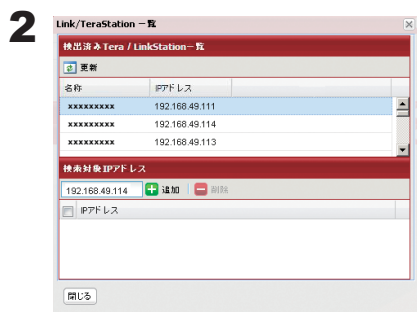 2
Link/TeraStation 一覧
検出済みTera / LinkStation一覧
更新
名称 IPアドレス
xxxxxxxxx 192.168.49.111
xxxxxxxxx 192.168.49.114
xxxxxxxxx 192.168.49.113
検索対象IPアドレス
192.168.49.114 追加 削除
IPアドレス
閉じる